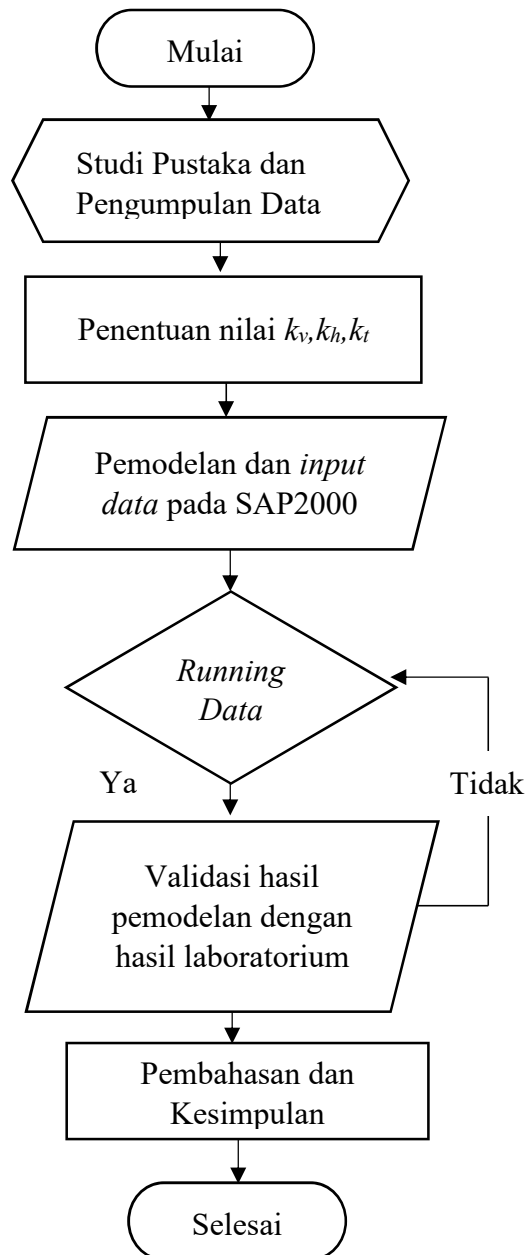 Mulai
Studi Pustaka dan
Pengumpulan Data
Penentuan nilai kv,kh,kt
Pemodelan dan input
data pada SAP2000
Running
Data
Ya
Tidak
Validasi hasil
pemodelan dengan
hasil laboratorium
Pembahasan dan
Kesimpulan
Selesai